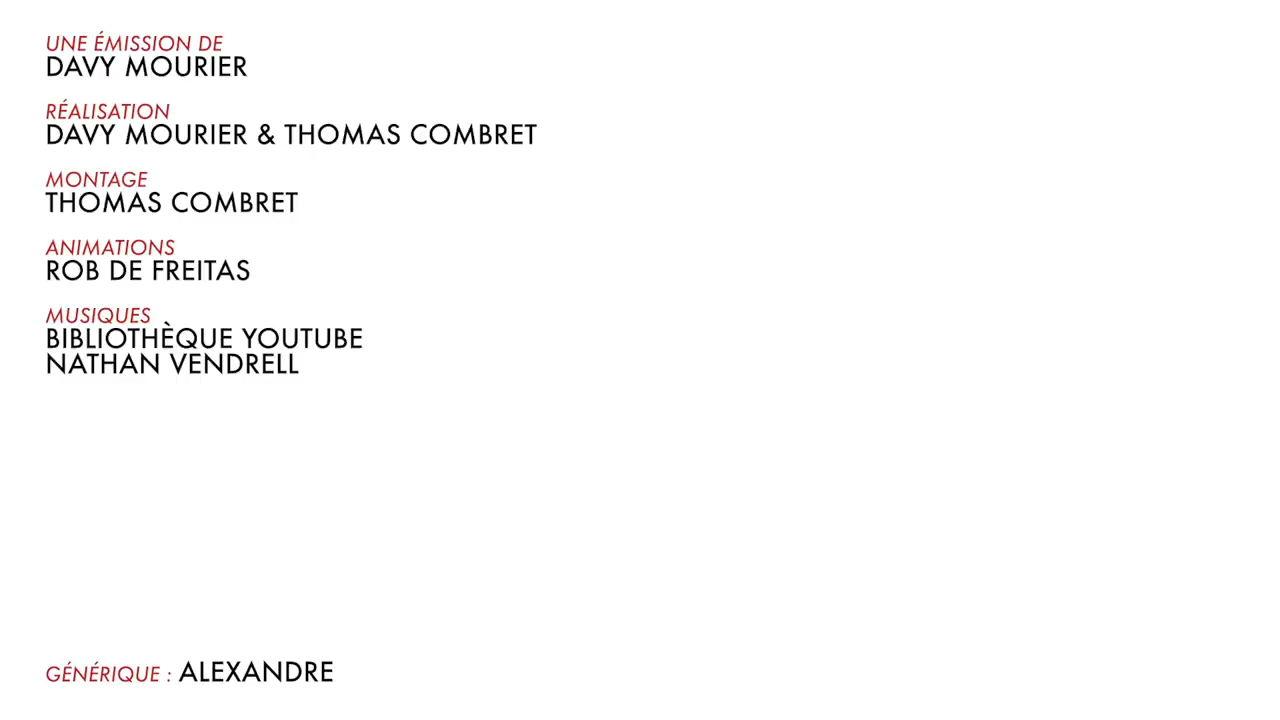 UNE ÉMISSION DE
DAVY MOURIER
RÉALISATION
DAVY MOURIER & THOMAS COMBRET
MONTAGE
THOMAS COMBRET
ANIMATIONS
ROB DE FREITAS
MUSIQUES
BIBLIOTHÈQUE YOUTUBE
NATHAN VENDRELL
GÉNÉRIQUE : ALEXANDRE